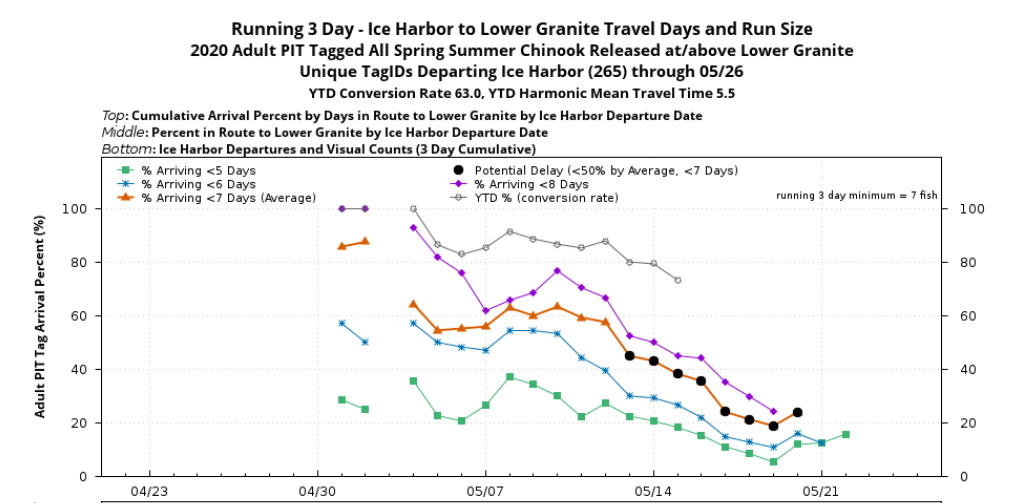 Running 3 Day - Ice Harbor to Lower Granite Travel Days and Run Size
2020 Adult PIT Tagged All Spring Summer Chinook Released at/above Lower Granite
Unique TagIDs Departing Ice Harbor (265) through 05/26
YTD Conversion Rate 63.0, YTD Harmonic Mean Travel Time 5.5
Top: Cumulative Arrival Percent by Days in Route to Lower Granite by Ice Harbor Departure Date
Middle: Percent in Route to Lower Granite by Ice Harbor Departure Date
Bottom: Ice Harbor Departures and Visual Counts (3 Day Cumulative)
% Arriving <5 Days
% Arriving <6 Days
% Arriving <7 Days (Average)
Potential Delay (<50% by Average, <7 Days)
% Arriving <8 Days
YTD % (conversion rate)
running 3 day minimum = 7 fish
Adult PIT Tag Arrival Percent (%)
100 100
80 80
60 60
40 40
20 20
0 0
04/23 04/30 05/07 05/14 05/21